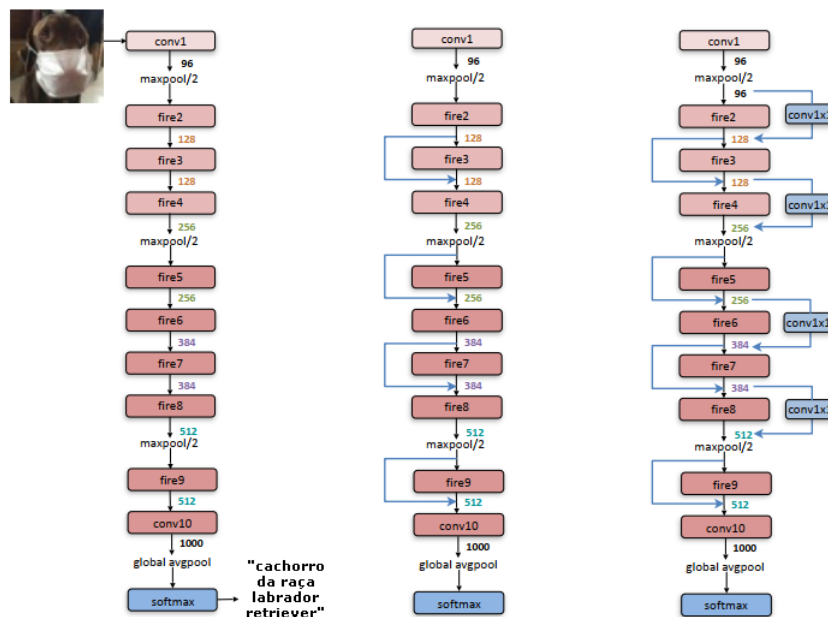 conv1
96
maxpool/2
fire2
128
fire3
128
fire4
256
maxpool/2
fire5
256
fire6
384
fire7
384
fire8
512
maxpool/2
fire9
512
conv10
1000
global avgpool
softmax
"cachorro
da raça
labrador
retriever"
conv1
96
maxpool/2
fire2
128
fire3
128
fire4
256
maxpool/2
fire5
256
fire6
384
fire7
384
fire8
512
maxpool/2
fire9
512
conv10
1000
global avgpool
softmax
conv1
96
maxpool/2
96
conv1x1
fire2
128
fire3
128
conv1x1
fire4
256
maxpool/2
fire5
256
conv1x1
fire6
384
fire7
384
conv1x1
fire8
512
maxpool/2
fire9
512
conv10
1000
global avgpool
softmax